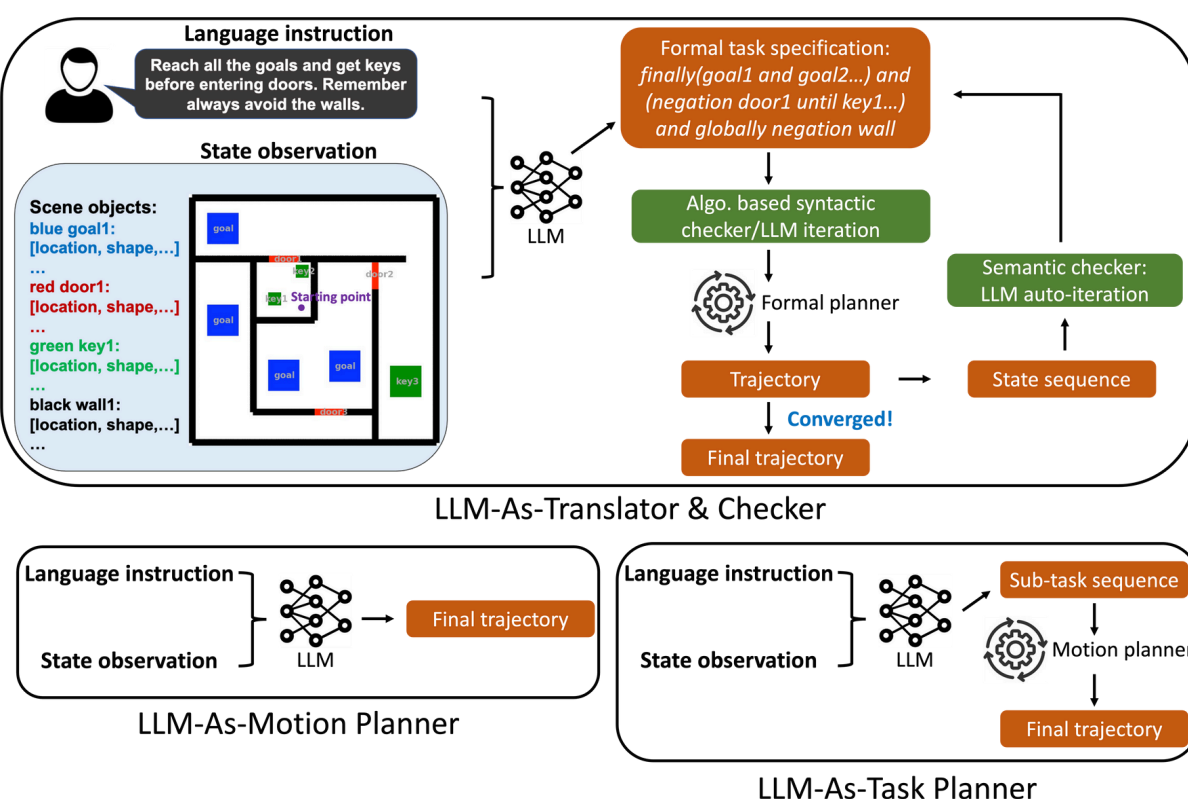 Language instruction
Reach all the goals and get keys
before entering doors. Remember
always avoid the walls.
State observation
Scene objects:
blue goal1:
[location, shape,...]
...
red door1:
[location, shape,...]
...
green key1:
[location, shape,...]
...
black wall1:
[location, shape,...]
...
goal
door1
key2
door2
key1
Starting point
goal
goal
goal
key3
door3
LLM
Formal task specification:
finally(goal1 and goal2...) and
(negation door1 until key1...)
and globally negation wall
Algo. based syntactic
checker/LLM iteration
Formal planner
Trajectory
Converged!
Final trajectory
Semantic checker:
LLM auto-iteration
State sequence
LLM-As-Translator & Checker
Language instruction
State observation
LLM
Final trajectory
LLM-As-Motion Planner
Language instruction
State observation
LLM
Sub-task sequence
Motion planner
Final trajectory
LLM-As-Task Planner